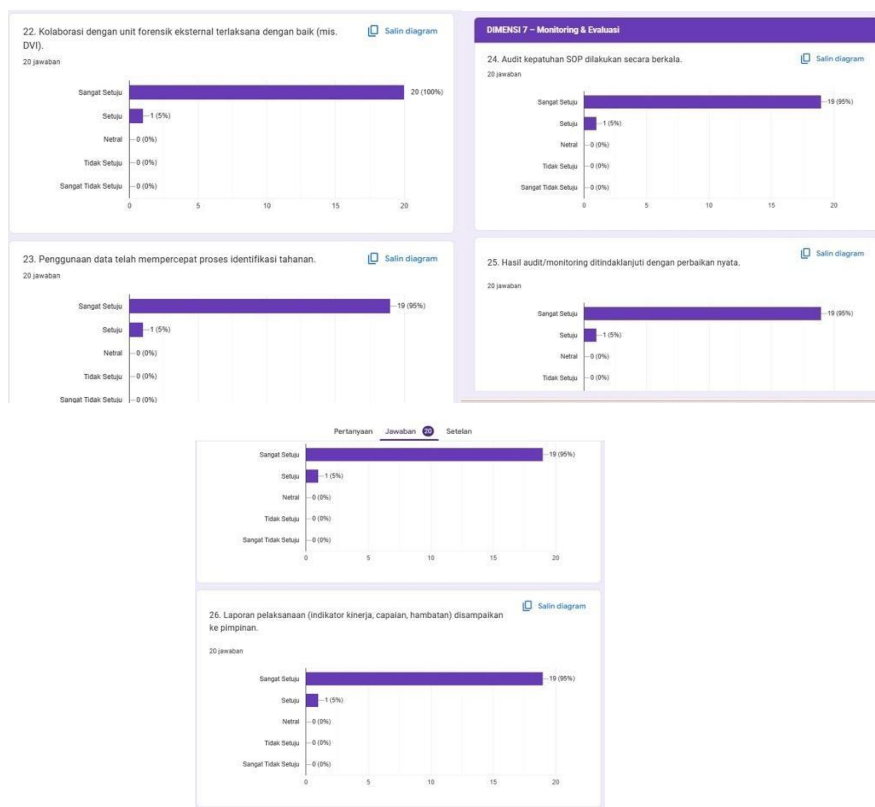 22. Kolaborasi dengan unit forensik eksternal terlaksana dengan baik (mis.
DVI).
Salin diagram
20 jawaban
Sangat Setuju
20 (100%)
Setuju
1 (5%)
Netral
0 (0%)
Tidak Setuju
0 (0%)
Sangat Tidak Setuju
0 (0%)
0 5 10 15 20
23. Penggunaan data telah mempercepat proses identifikasi tahanan.
Salin diagram
20 jawaban
Sangat Setuju
19 (95%)
Setuju
1 (5%)
Netral
0 (0%)
Tidak Setuju
0 (0%)
Sangat Tidak Setuju
0 (0%)
DIMENSI 7 – Monitoring & Evaluasi
24. Audit kepatuhan SOP dilakukan secara berkala.
Salin diagram
20 jawaban
Sangat Setuju
19 (95%)
Setuju
1 (5%)
Netral
0 (0%)
Tidak Setuju
0 (0%)
Sangat Tidak Setuju
0 (0%)
0 5 10 15 20
25. Hasil audit/monitoring ditindaklanjuti dengan perbaikan nyata.
Salin diagram
20 jawaban
Sangat Setuju
19 (95%)
Setuju
1 (5%)
Netral
0 (0%)
Tidak Setuju
0 (0%)
Pertanyaan Jawaban 20 Setelan
Sangat Setuju
19 (95%)
Setuju
1 (5%)
Netral
0 (0%)
Tidak Setuju
0 (0%)
Sangat Tidak Setuju
0 (0%)
0 5 10 15 20
26. Laporan pelaksanaan (indikator kinerja, capaian, hambatan) disampaikan
ke pimpinan.
Salin diagram
20 jawaban
Sangat Setuju
19 (95%)
Setuju
1 (5%)
Netral
0 (0%)
Tidak Setuju
0 (0%)
Sangat Tidak Setuju
0 (0%)
0 5 10 15 20